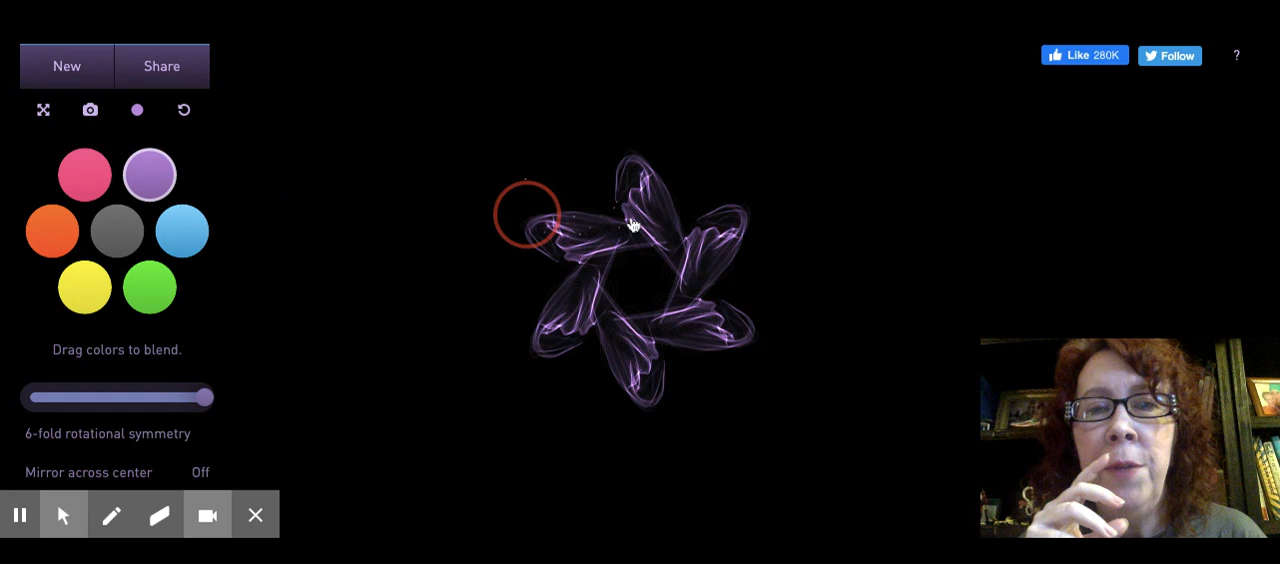 New Share
Like 280K Follow ?
Drag colors to blend.
6-fold rotational symmetry
Mirror across center Off